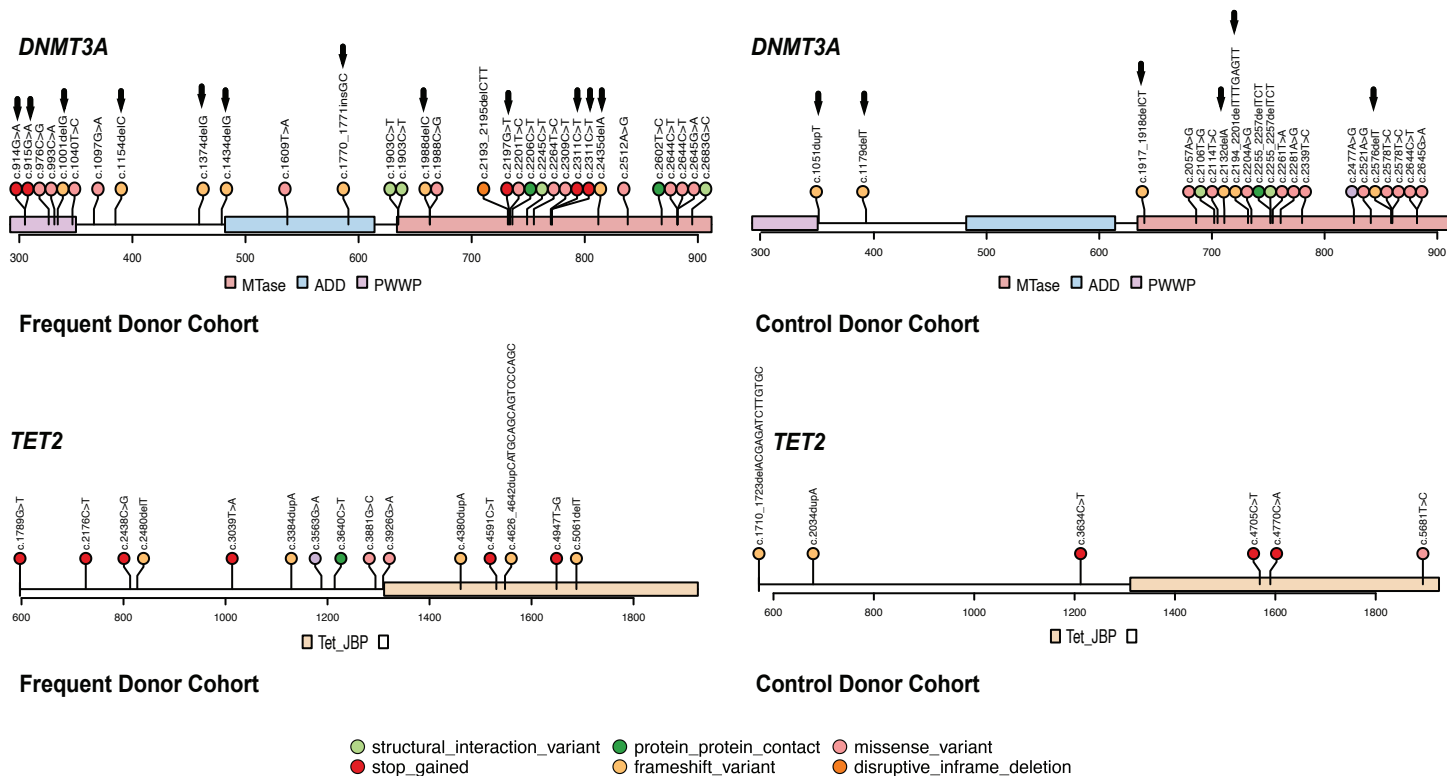 DNMT3A
c.914G>A
c.915G>A
c.976C>G
c.993C>A
c.1001delG
c.1040T>C
c.1097G>A
c.1154delC
c.1374delG
c.1434delG
c.1609T>A
c.1770_1771insGC
c.1903C>T
c.1903C>T
c.1988delC
c.1988C>G
c.2193_2195delCTT
c.2197G>T
c.2201T>C
c.2206C>T
c.2245C>T
c.2264T>C
c.2309C>T
c.2311C>T
c.2311C>T
c.2435delA
c.2512A>G
c.2602T>C
c.2644C>T
c.2644C>T
c.2645G>A
c.2683G>C
300 400 500 600 700 800 900
MTase ADD PWWP
Frequent Donor Cohort
DNMT3A
c.1051dupT
c.1179delT
c.1917_1918delCT
c.2057A>G
c.2106T>G
c.2114T>C
c.2132delA
c.2194_2201delTTTGAGTT
c.2204A>G
c.2255_2257delTCT
c.2255_2257delTCT
c.2261T>A
c.2281A>G
c.2339T>C
c.2477A>G
c.2521A>G
c.2576delT
c.2578T>C
c.2578T>C
c.2644C>T
c.2645G>A
300 400 500 600 700 800 900
MTase ADD PWWP
Control Donor Cohort
TET2
c.1789G>T
c.2176C>T
c.2438C>G
c.2480delT
c.3039T>A
c.3384dupA
c.3563G>A
c.3640C>T
c.3881G>C
c.3926G>A
c.4380dupA
c.4591C>T
c.4626_4642dupCATGCAGCAGTCCCAGC
c.4947T>G
c.5061delT
600 800 1000 1200 1400 1600 1800
Tet_JBP
Frequent Donor Cohort
TET2
c.1710_1723delACGAGATCTTGTGC
c.2034dupA
c.3634C>T
c.4705C>T
c.4770C>A
c.5681T>C
600 800 1000 1200 1400 1600 1800
Tet_JBP
Control Donor Cohort
structural_interaction_variant protein_protein_contact missense_variant
stop_gained frameshift_variant disruptive_inframe_deletion